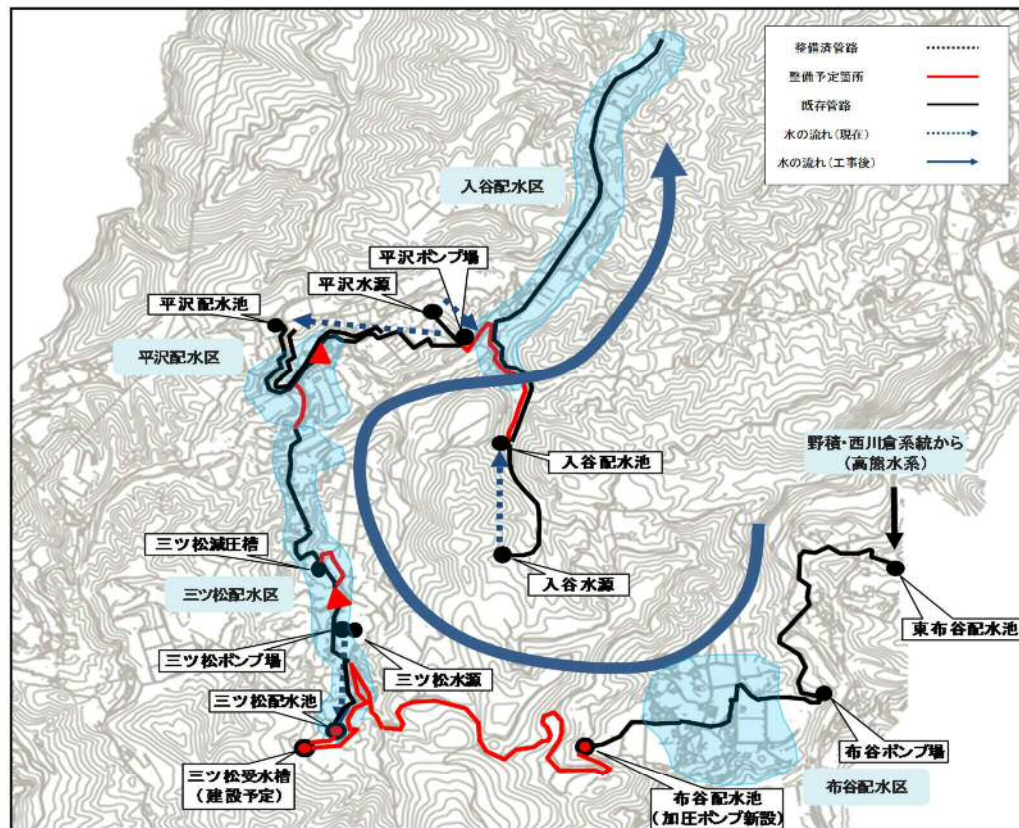 整備済管路
整備予定箇所
既存管路
水の流れ(現在)
水の流れ(工事後)
入谷配水区
平沢ポンプ場
平沢水源
平沢配水池
平沢配水区
野積・西川倉系統から
(高熊水系)
入谷配水池
三ツ松減圧槽
入谷水源
三ツ松配水区
東布谷配水池
三ツ松ポンプ場
三ツ松水源
三ツ松配水池
布谷ポンプ場
三ツ松受水槽
(建設予定)
布谷配水区
布谷配水池
(加圧ポンプ新設)